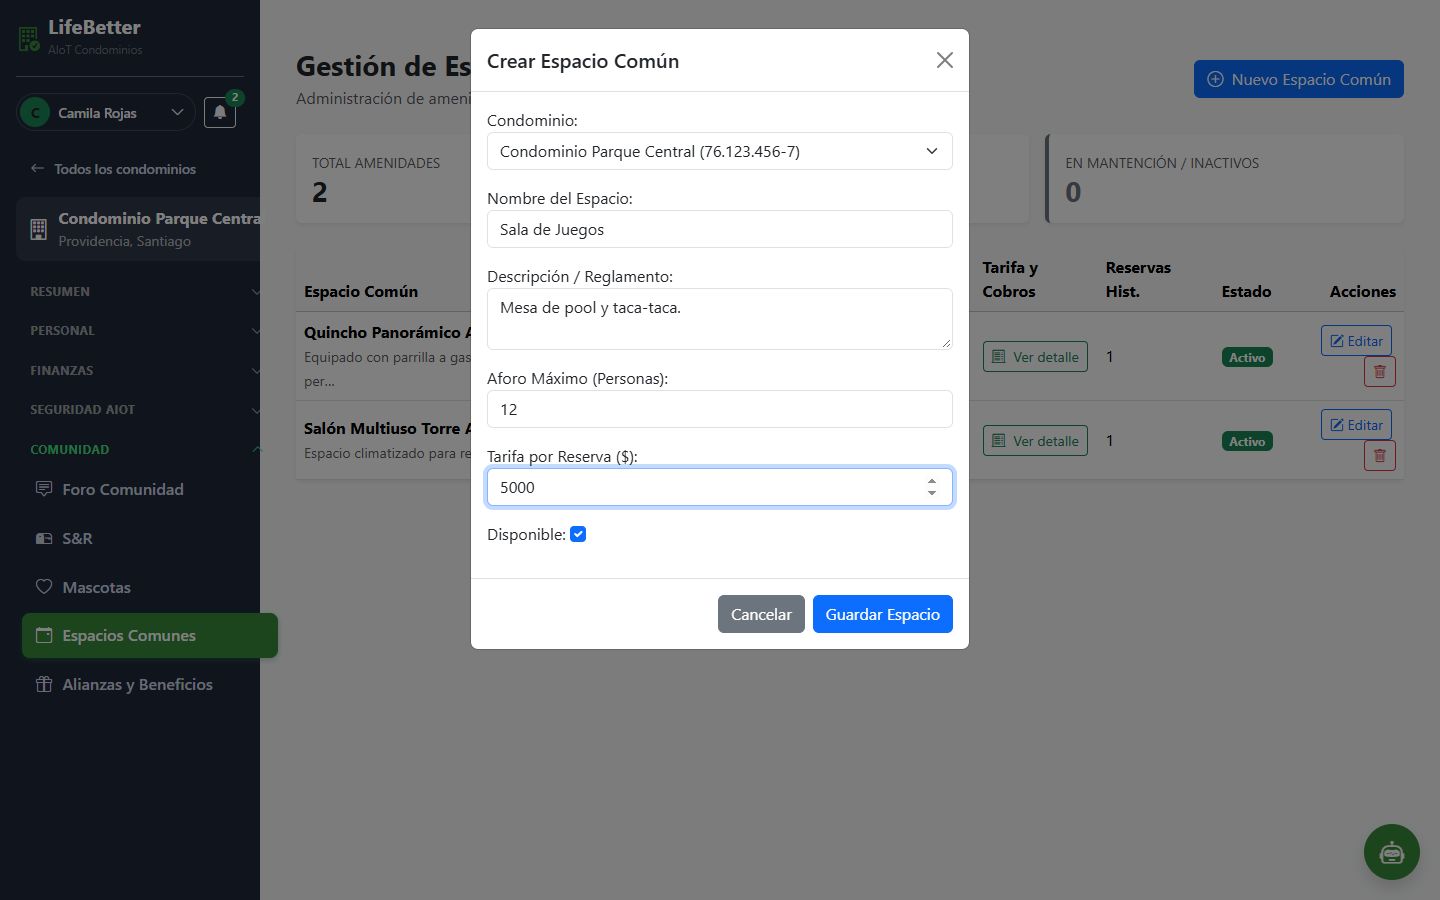 LifeBetter
AIoT Condominios
C
Camila Rojas
2
Todos los condominios
Condominio Parque Centra
Providencia, Santiago
RESUMEN
PERSONAL
FINANZAS
SEGURIDAD AIOT
COMUNIDAD
Foro Comunidad
S&R
Mascotas
Espacios Comunes
Alianzas y Beneficios
Gestión de Es
Administración de ameni
Nuevo Espacio Común
TOTAL AMENIDADES
2
EN MANTENCIÓN / INACTIVOS
0
Espacio Común
Tarifa y
Cobros
Reservas
Hist.
Estado
Acciones
Quincho Panorámico A
Equipado con parrilla a gas
per...
Ver detalle
1
Activo
Editar
Salón Multiuso Torre A
Espacio climatizado para re
Ver detalle
1
Activo
Editar
Crear Espacio Común
Condominio:
Condominio Parque Central (76.123.456-7)
Nombre del Espacio:
Sala de Juegos
Descripción / Reglamento:
Mesa de pool y taca-taca.
Aforo Máximo (Personas):
12
Tarifa por Reserva ($):
5000
Disponible:
Cancelar
Guardar Espacio